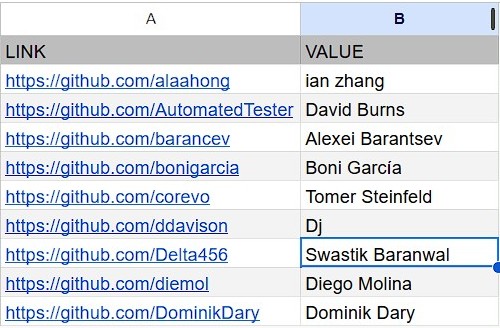 A B
LINK VALUE
https://github.com/alaahong ian zhang
https://github.com/AutomatedTester David Burns
https://github.com/barancev Alexei Barantsev
https://github.com/bonigarcia Boni García
https://github.com/corevo Tomer Steinfeld
https://github.com/ddavison Dj
https://github.com/Delta456 Swastik Baranwal
https://github.com/diemol Diego Molina
https://github.com/DominikDary Dominik Dary